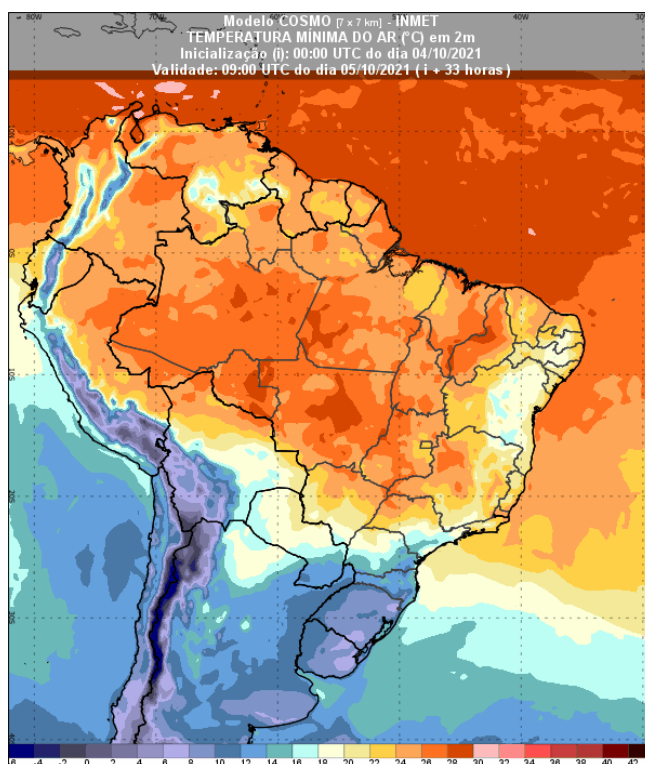 Modelo COSMO [7 x 7 km] - INMET
TEMPERATURA MÍNIMA DO AR (°C) em 2m
Inicialização (i): 00:00 UTC do dia 04/10/2021
Validade: 09:00 UTC do dia 05/10/2021 ( i + 33 horas )
80W 70W 60W 50W 40W 30
-6 -4 -2 0 2 4 6 8 10 12 14 16 18 20 22 24 26 28 30 32 34 36 38 40 42